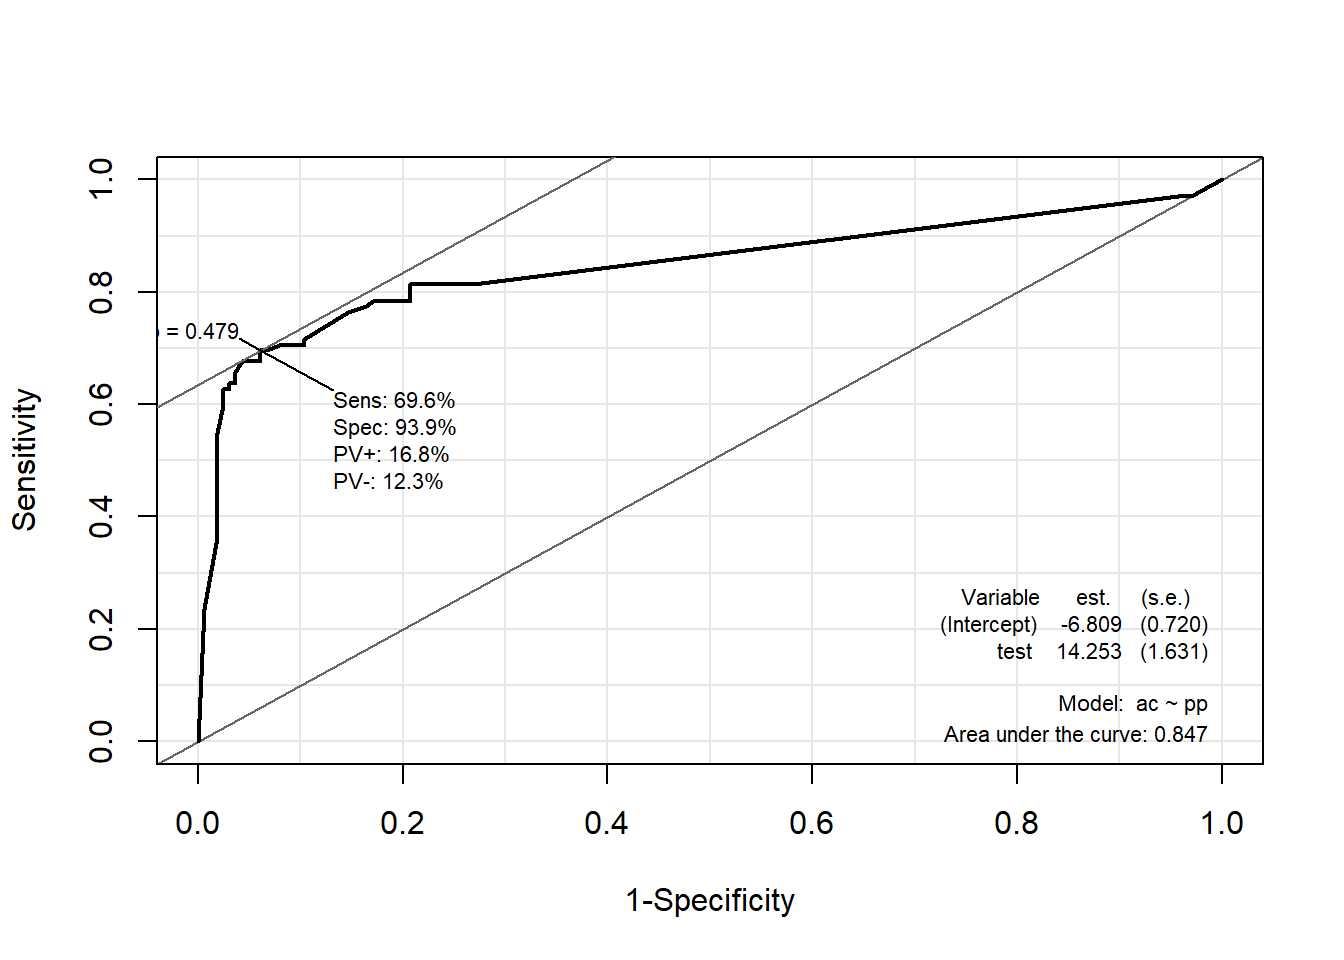 Sensitivity
1.0
0.8
0.6
0.4
0.2
0.0
= 0.479
Sens: 69.6%
Spec: 93.9%
PV+: 16.8%
PV-: 12.3%
Variable est. (s.e.)
(Intercept) -6.809 (0.720)
test 14.253 (1.631)
Model: ac ~ pp
Area under the curve: 0.847
0.0 0.2 0.4 0.6 0.8 1.0
1-Specificity